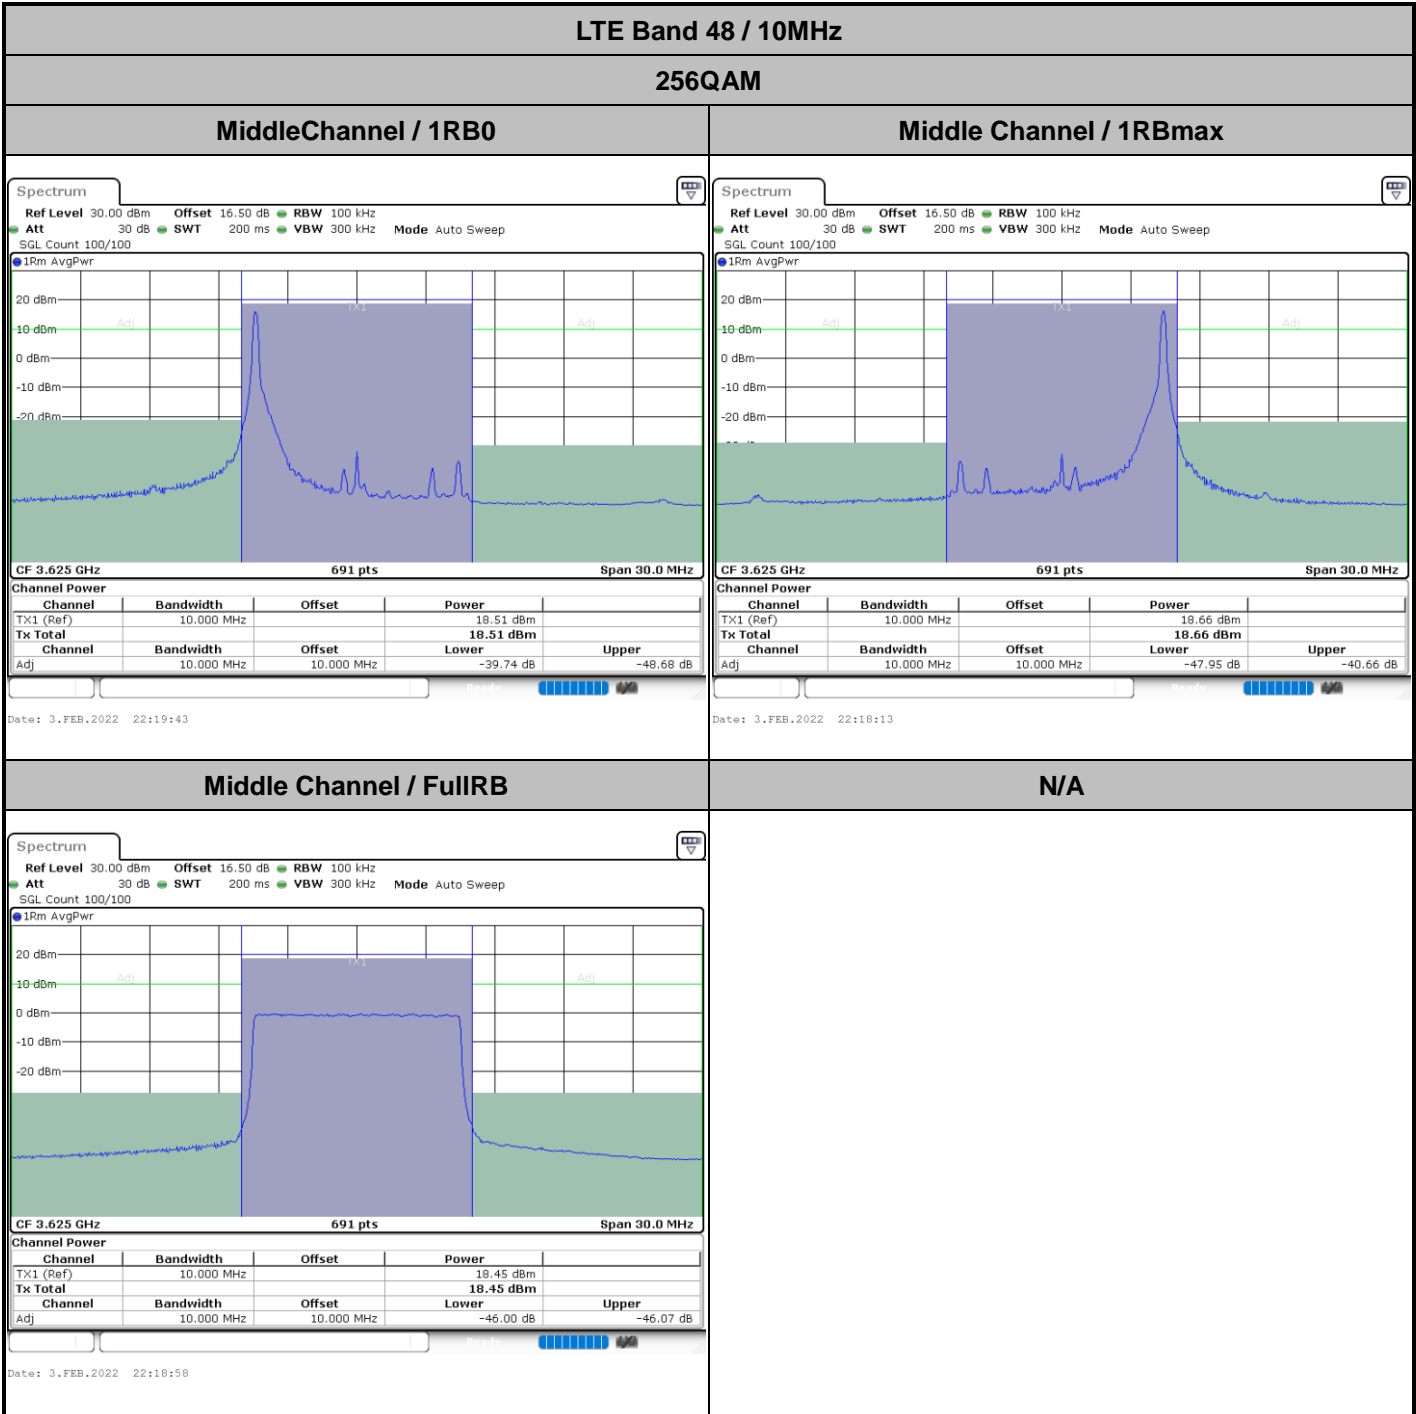 LTE Band 48 / 10MHz
256QAM
MiddleChannel / 1RB0
Middle Channel / 1RBmax
Spectrum
Ref Level 30.00 dBm Offset 16.50 dB RBW 100 kHz
Att 30 dB SWT 200 ms VBW 300 kHz Mode Auto Sweep
SGL Count 100/100
1Rm AvgPwr
TX1
20 dBm
Adj
Adj
10 dBm
0 dBm
-10 dBm
-20 dBm
CF 3.625 GHz 691 pts Span 30.0 MHz
Channel Power
Channel Bandwidth Offset Power
TX1 (Ref) 10.000 MHz 18.51 dBm
Tx Total 18.51 dBm
Channel Bandwidth Offset Lower Upper
Adj 10.000 MHz 10.000 MHz -39.74 dB -48.68 dB
Ready
Date: 3.FEB.2022 22:19:43
Spectrum
Ref Level 30.00 dBm Offset 16.50 dB RBW 100 kHz
Att 30 dB SWT 200 ms VBW 300 kHz Mode Auto Sweep
SGL Count 100/100
1Rm AvgPwr
TX1
20 dBm
Adj
Adj
10 dBm
0 dBm
-10 dBm
-20 dBm
CF 3.625 GHz 691 pts Span 30.0 MHz
Channel Power
Channel Bandwidth Offset Power
TX1 (Ref) 10.000 MHz 18.66 dBm
Tx Total 18.66 dBm
Channel Bandwidth Offset Lower Upper
Adj 10.000 MHz 10.000 MHz -47.95 dB -40.66 dB
Ready
Date: 3.FEB.2022 22:18:13
Middle Channel / FullRB
N/A
Spectrum
Ref Level 30.00 dBm Offset 16.50 dB RBW 100 kHz
Att 30 dB SWT 200 ms VBW 300 kHz Mode Auto Sweep
SGL Count 100/100
1Rm AvgPwr
TX1
20 dBm
Adj
Adj
10 dBm
0 dBm
-10 dBm
-20 dBm
CF 3.625 GHz 691 pts Span 30.0 MHz
Channel Power
Channel Bandwidth Offset Power
TX1 (Ref) 10.000 MHz 18.45 dBm
Tx Total 18.45 dBm
Channel Bandwidth Offset Lower Upper
Adj 10.000 MHz 10.000 MHz -46.00 dB -46.07 dB
Ready
Date: 3.FEB.2022 22:18:58